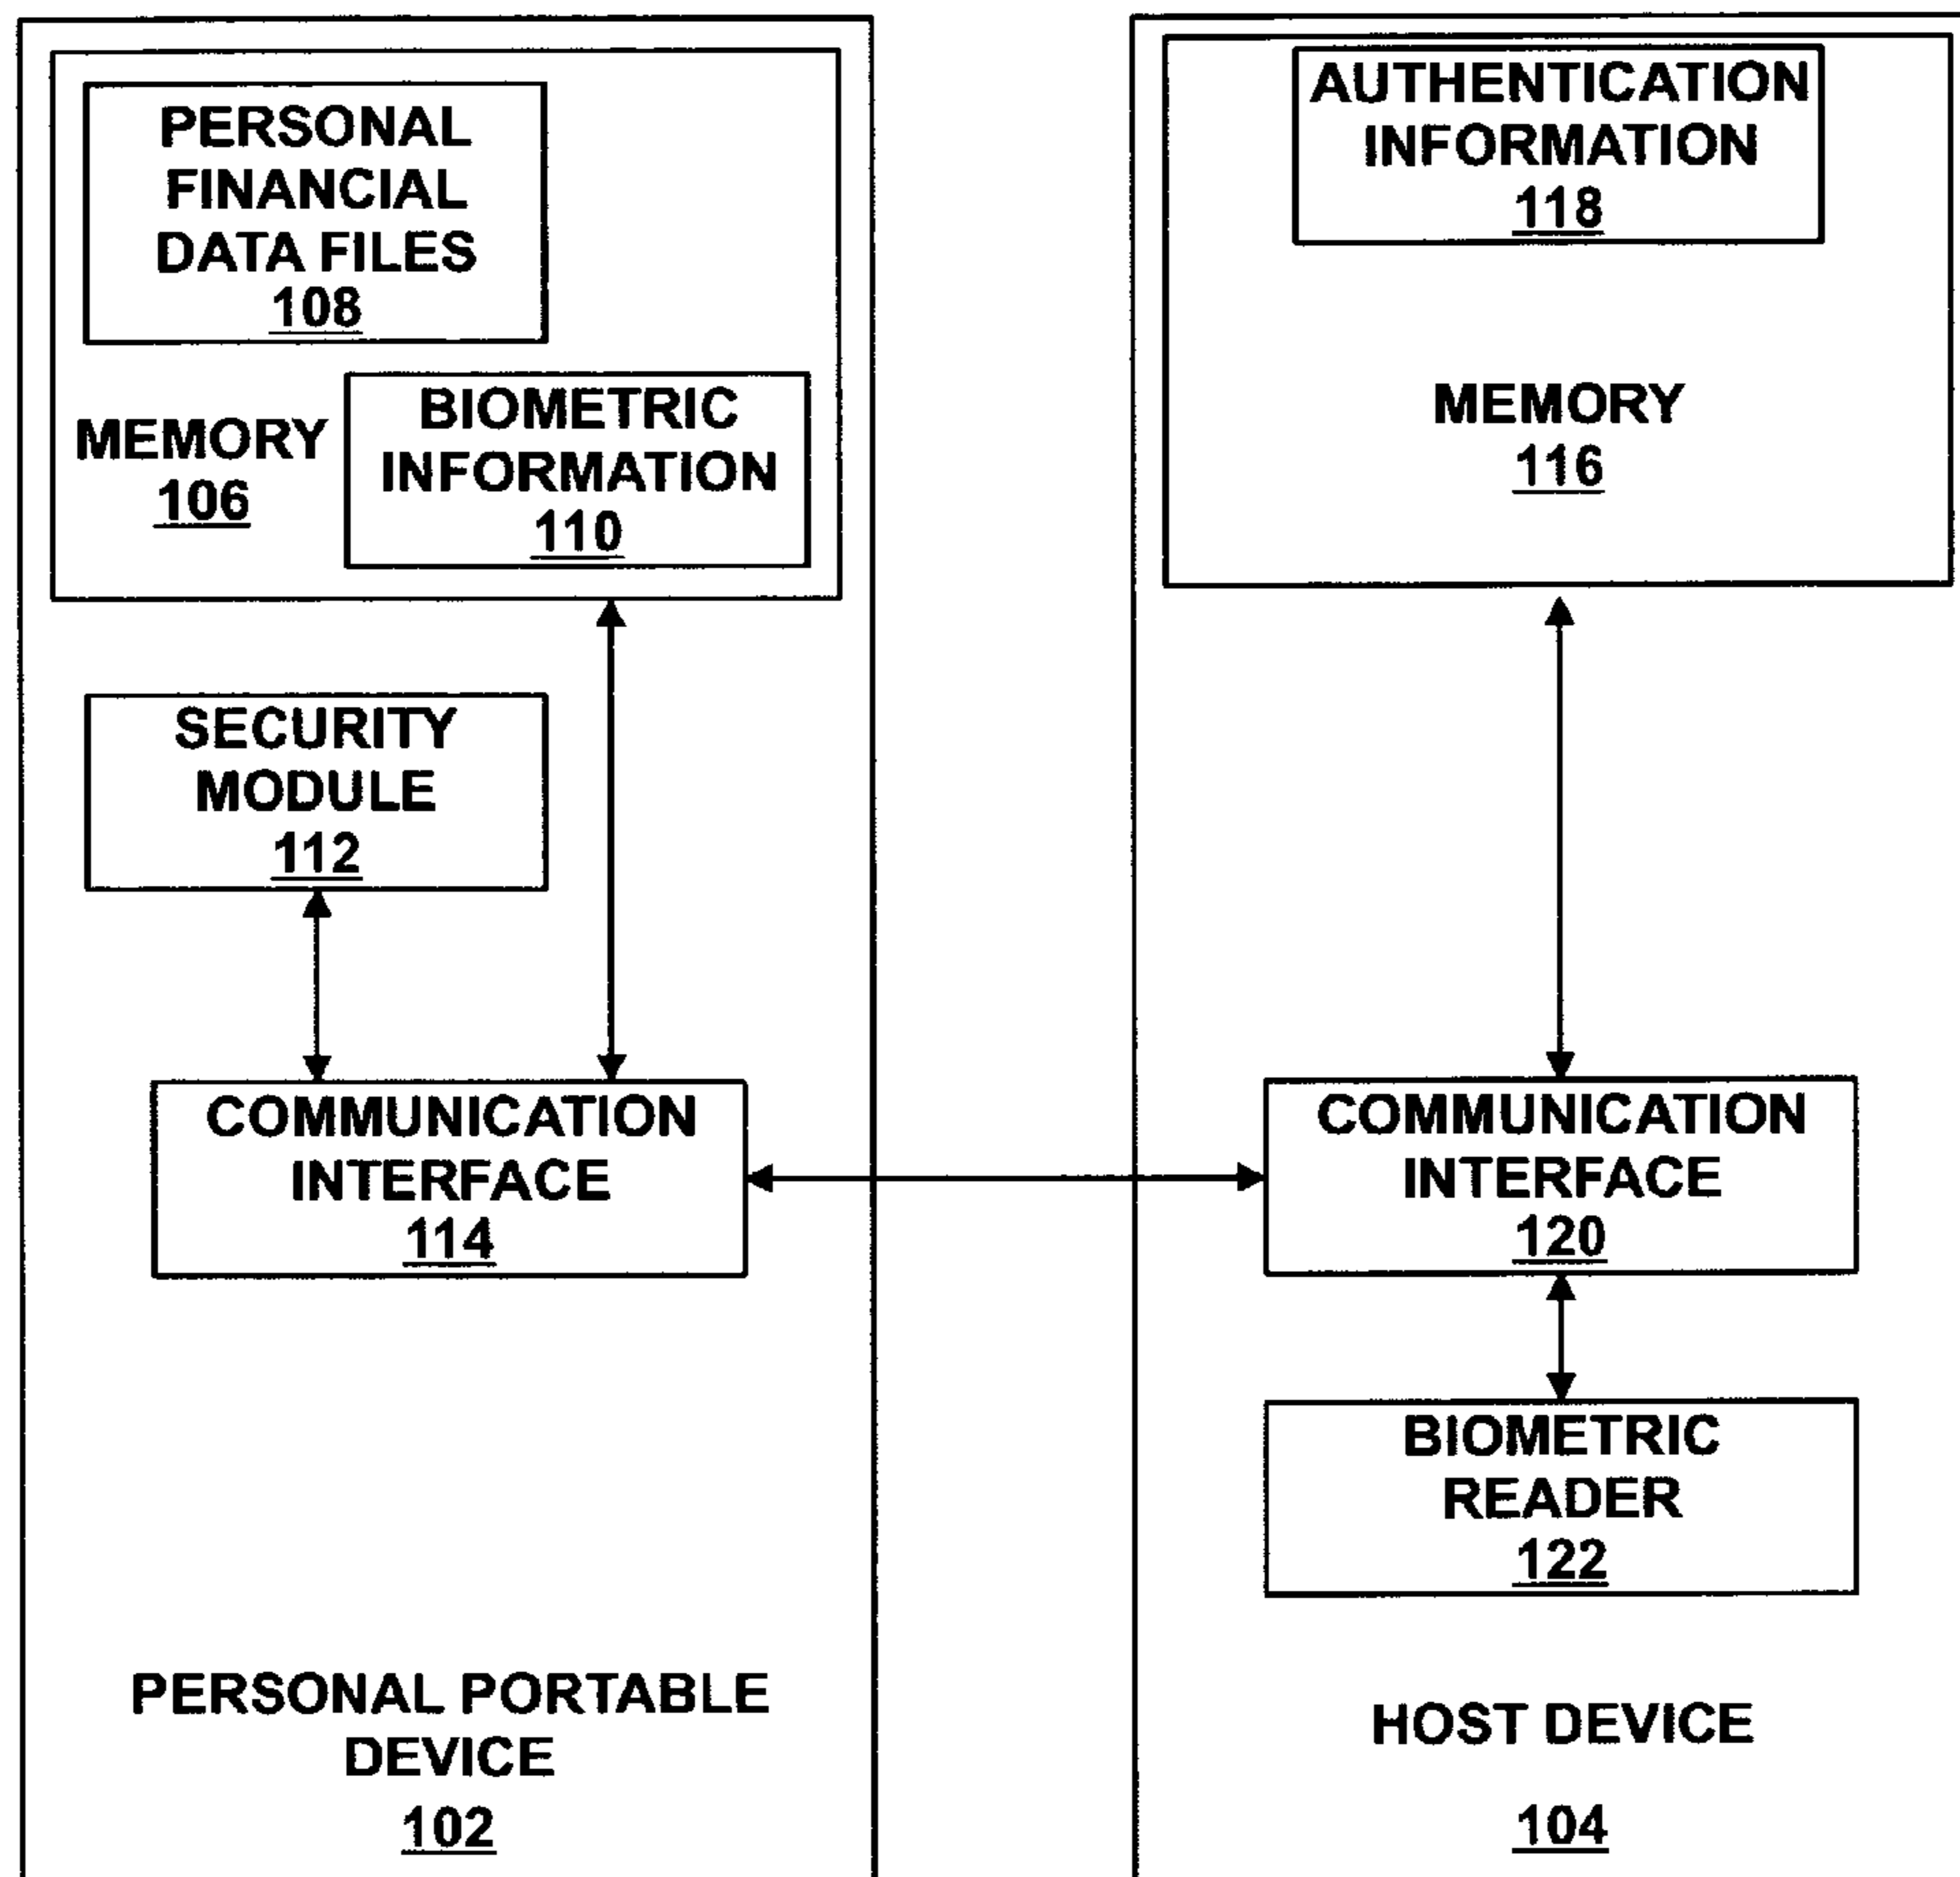 PERSONAL
FINANCIAL
DATA FILES
108
MEMORY
106
BIOMETRIC
INFORMATION
110
SECURITY
MODULE
112
COMMUNICATION
INTERFACE
114
PERSONAL PORTABLE
DEVICE
102
AUTHENTICATION
INFORMATION
118
MEMORY
116
COMMUNICATION
INTERFACE
120
BIOMETRIC
READER
122
HOST DEVICE
104